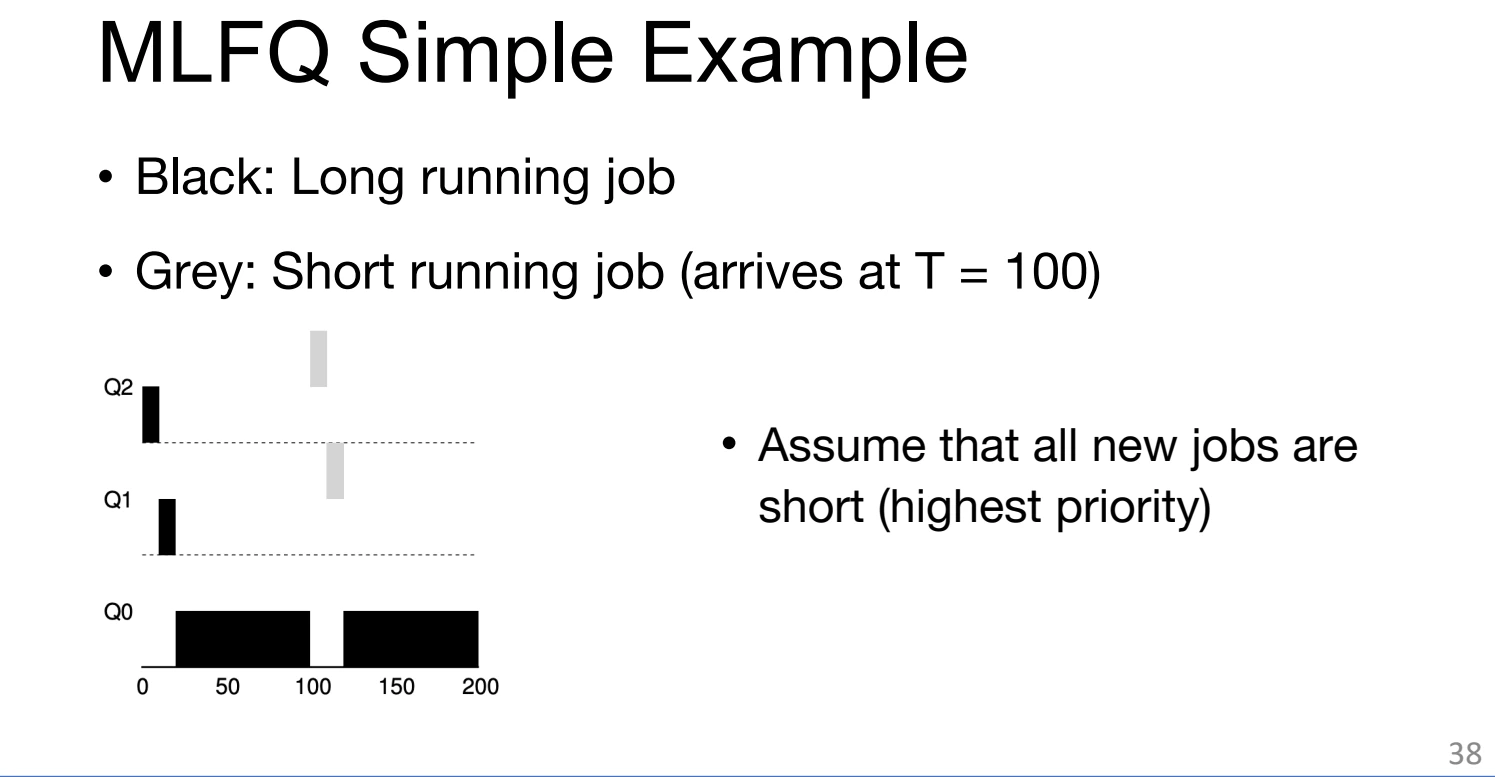 MLFQ Simple Example
• Black: Long running job
• Grey: Short running job (arrives at T = 100)
Q2
Q1
Q0
0 50 100 150 200
• Assume that all new jobs are
short (highest priority)
38